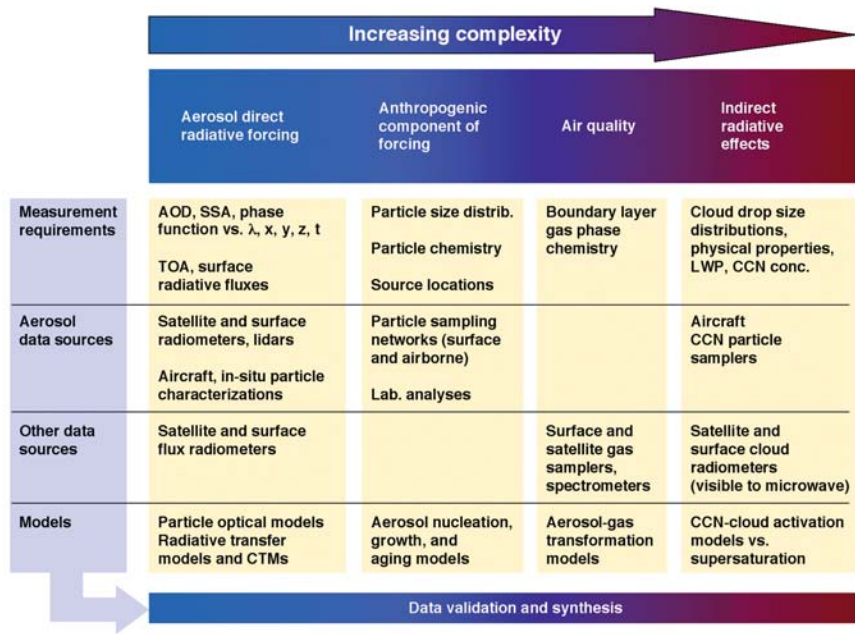 Increasing complexity
Aerosol direct
radiative forcing
Anthropogenic
component of
forcing
Air quality
Indirect
radiative
effects
Measurement
requirements
AOD, SSA, phase
function vs. λ, x, y, z, t
TOA, surface
radiative fluxes
Particle size distrib.
Particle chemistry
Source locations
Boundary layer
gas phase
chemistry
Cloud drop size
distributions,
physical properties,
LWP, CCN conc.
Aerosol
data sources
Satellite and surface
radiometers, lidars
Aircraft, in-situ particle
characterizations
Particle sampling
networks (surface
and airborne)
Lab. analyses
Aircraft
CCN particle
samplers
Other data
sources
Satellite and surface
flux radiometers
Surface and
satellite gas
samplers,
spectrometers
Satellite and
surface cloud
radiometers
(visible to microwave)
Models
Particle optical models
Radiative transfer
models and CTMs
Aerosol nucleation,
growth, and
aging models
Aerosol-gas
transformation
models
CCN-cloud activation
models vs.
supersaturation
Data validation and synthesis